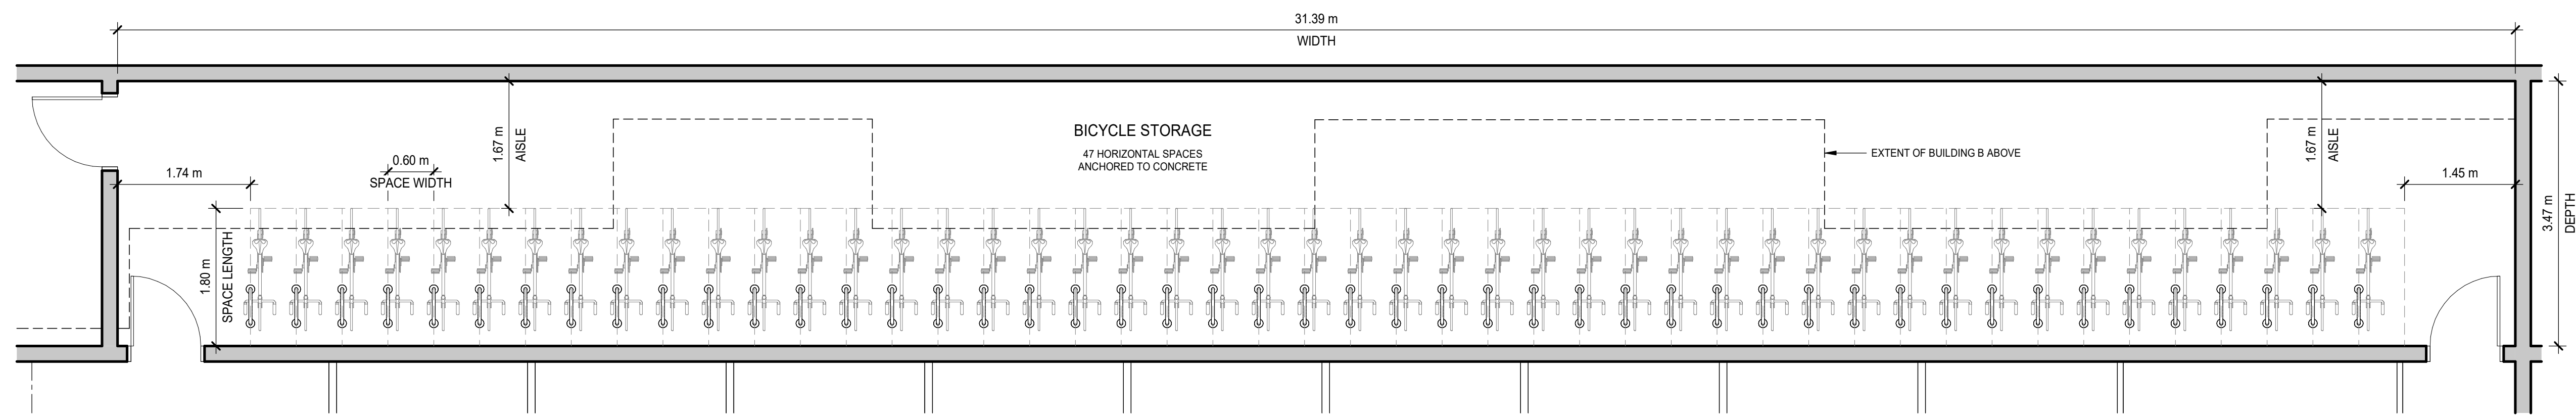 31.39 m
WIDTH
BICYCLE STORAGE
47 HORIZONTAL SPACES
ANCHORED TO CONCRETE
1.67 m
AISLE
0.60 m
SPACE WIDTH
1.74 m
1.80 m
SPACE LENGTH
EXTENT OF BUILDING B ABOVE
1.67 m
AISLE
1.45 m
3.47 m
DEPTH